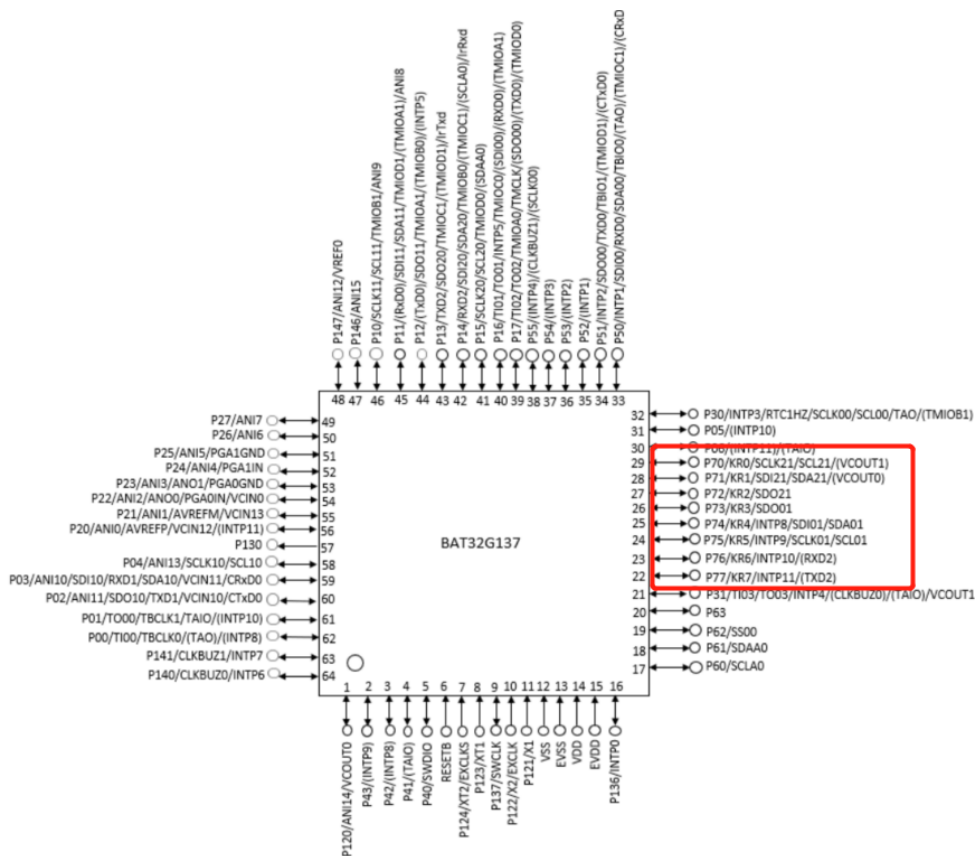 P147/ANI12/VREF0
P146/ANI15
P10/SCLK11/SCL11/TMIOB1/ANI9
P11/(RxD0)/SDI11/SDA11/TMIOD1/(TMIOA1)/ANI8
P12/(TxD0)/SDO11/TMIOA1/(TMIOB0)/(INTP5)
P13/TXD2/SDO20/TMIOC1/(TMIOD1)/IrTxd
P14/RXD2/SDI20/SDA20/TMIOB0/(TMIOC1)/(SCLA0)/IrRxd
P15/SCLK20/SCL20/TMIOD0/(SDAA0)
P16/TI01/TO01/INTP5/TMIOC0/(SDI00)/(RXD0)/(TMIOA1)
P17/TI02/TO02/TMIOA0/TMCLK/(SDO00)/(TXD0)/(TMIOD0)
P55/(INTP4)/(CLKBUZ1)/(SCLK00)
P54/(INTP3)
P53/(INTP2)
P52/(INTP1)
P51/INTP2/SDO00/TXD0/TBIO1/(TMIOD1)/(CTxD0)
P50/INTP1/SDI00/RXD0/SDA00/TBIO0/(TAO)/(TMIOC1)/(CRxD)
48 47 46 45 44 43 42 41 40 39 38 37 36 35 34 33
P27/ANI7 49
P26/ANI6 50
P25/ANI5/PGA1GND 51
P24/ANI4/PGA1IN 52
P23/ANI3/ANO1/PGA0GND 53
P22/ANI2/ANO0/PGA0IN/VCIN0 54
P21/ANI1/AVREFM/VCIN13 55
P20/ANI0/AVREFP/VCIN12/(INTP11) 56
P130 57
P04/ANI13/SCLK10/SCL10 58
P03/ANI10/SDI10/RXD1/SDA10/VCIN11/CRxD0 59
P02/ANI11/SDO10/TXD1/VCIN10/CTxD0 60
P01/TO00/TBCLK1/TAIO/(INTP10) 61
P00/TI00/TBCLK0/(TAO)/(INTP8) 62
P141/CLKBUZ1/INTP7 63
P140/CLKBUZ0/INTP6 64
BAT32G137
32 P30/INTP3/RTC1HZ/SCLK00/SCL00/TAO/(TMIOB1)
31 P05/(INTP10)
30 P06/(INTP11)/(TAIO)
29 P70/KR0/SCLK21/SCL21/(VCOUT1)
28 P71/KR1/SDI21/SDA21/(VCOUT0)
27 P72/KR2/SDO21
26 P73/KR3/SDO01
25 P74/KR4/INTP8/SDI01/SDA01
24 P75/KR5/INTP9/SCLK01/SCL01
23 P76/KR6/INTP10/(RXD2)
22 P77/KR7/INTP11/(TXD2)
21 P31/TI03/TO03/INTP4/(CLKBUZ0)/(TAIO)/VCOUT1
20 P63
19 P62/SS00
18 P61/SDAA0
17 P60/SCLA0
1 2 3 4 5 6 7 8 9 10 11 12 13 14 15 16
P120/ANI14/VCOUT0
P43/(INTP9)
P42/(INTP8)
P41/(TAIO)
P40/SWDIO
RESETB
P124/XT2/EXCLKS
P123/XT1
P137/SWCLK
P122/X2/EXCLK
P121/X1
VSS
EVSS
VDD
EVDD
P136/INTP0